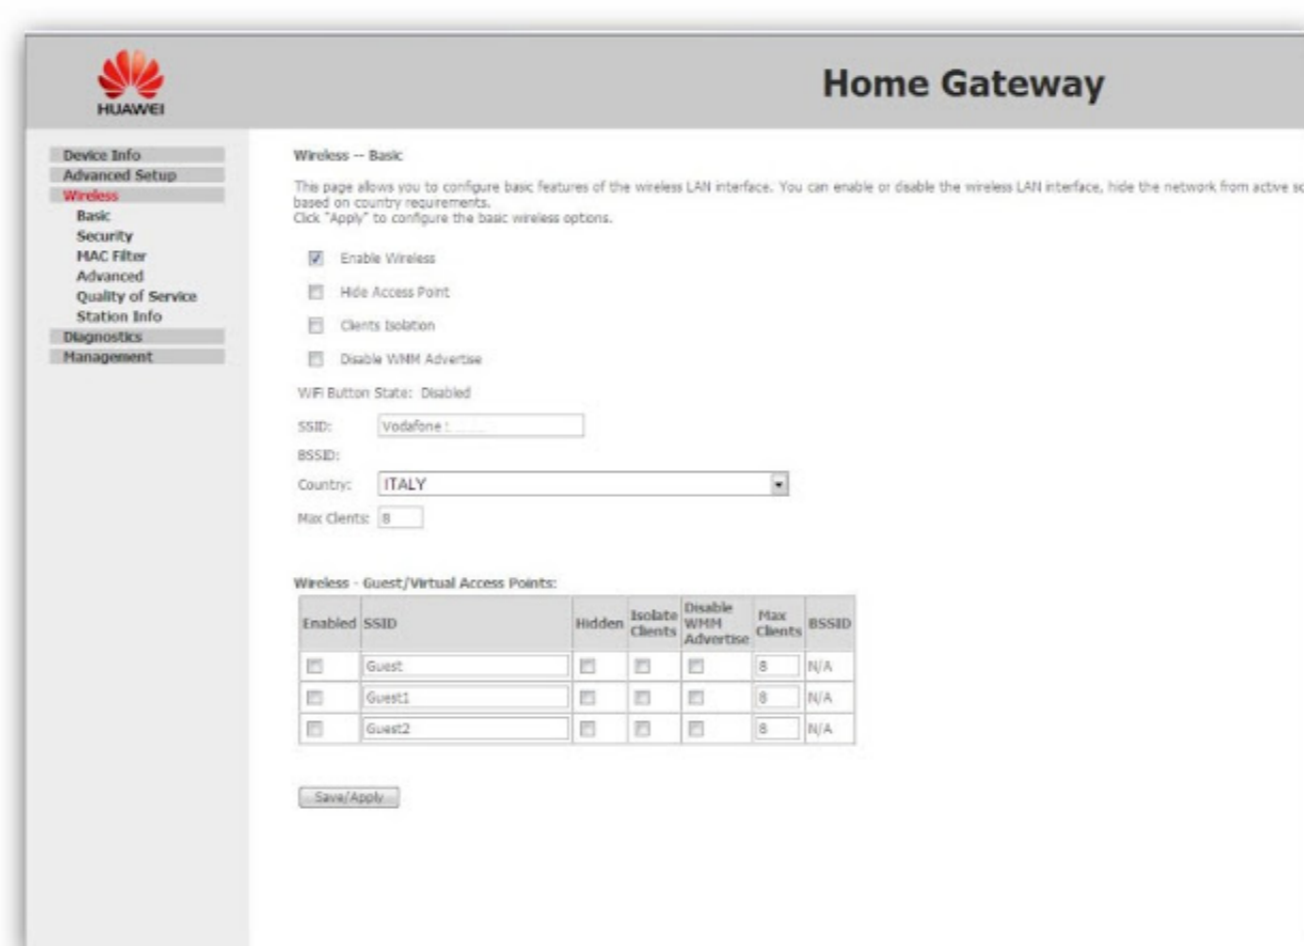 HUAWEI
Home Gateway
Device Info
Advanced Setup
Wireless
Basic
Security
MAC Filter
Advanced
Quality of Service
Station Info
Diagnostics
Management
Wireless -- Basic
This page allows you to configure basic features of the wireless LAN interface. You can enable or disable the wireless LAN interface, hide the network from active
based on country requirements.
Click "Apply" to configure the basic wireless options.
Enable Wireless
Hide Access Point
Clients Isolation
Disable WMM Advertise
WiFi Button State: Disabled
SSID: Vodafone
BSSID:
Country: ITALY
Max Clients: 8
Wireless - Guest/Virtual Access Points:
Enabled SSID Hidden Isolate Clients Disable WMM Advertise Max Clients BSSID
Guest 8 N/A
Guest1 8 N/A
Guest2 8 N/A
Save/Apply